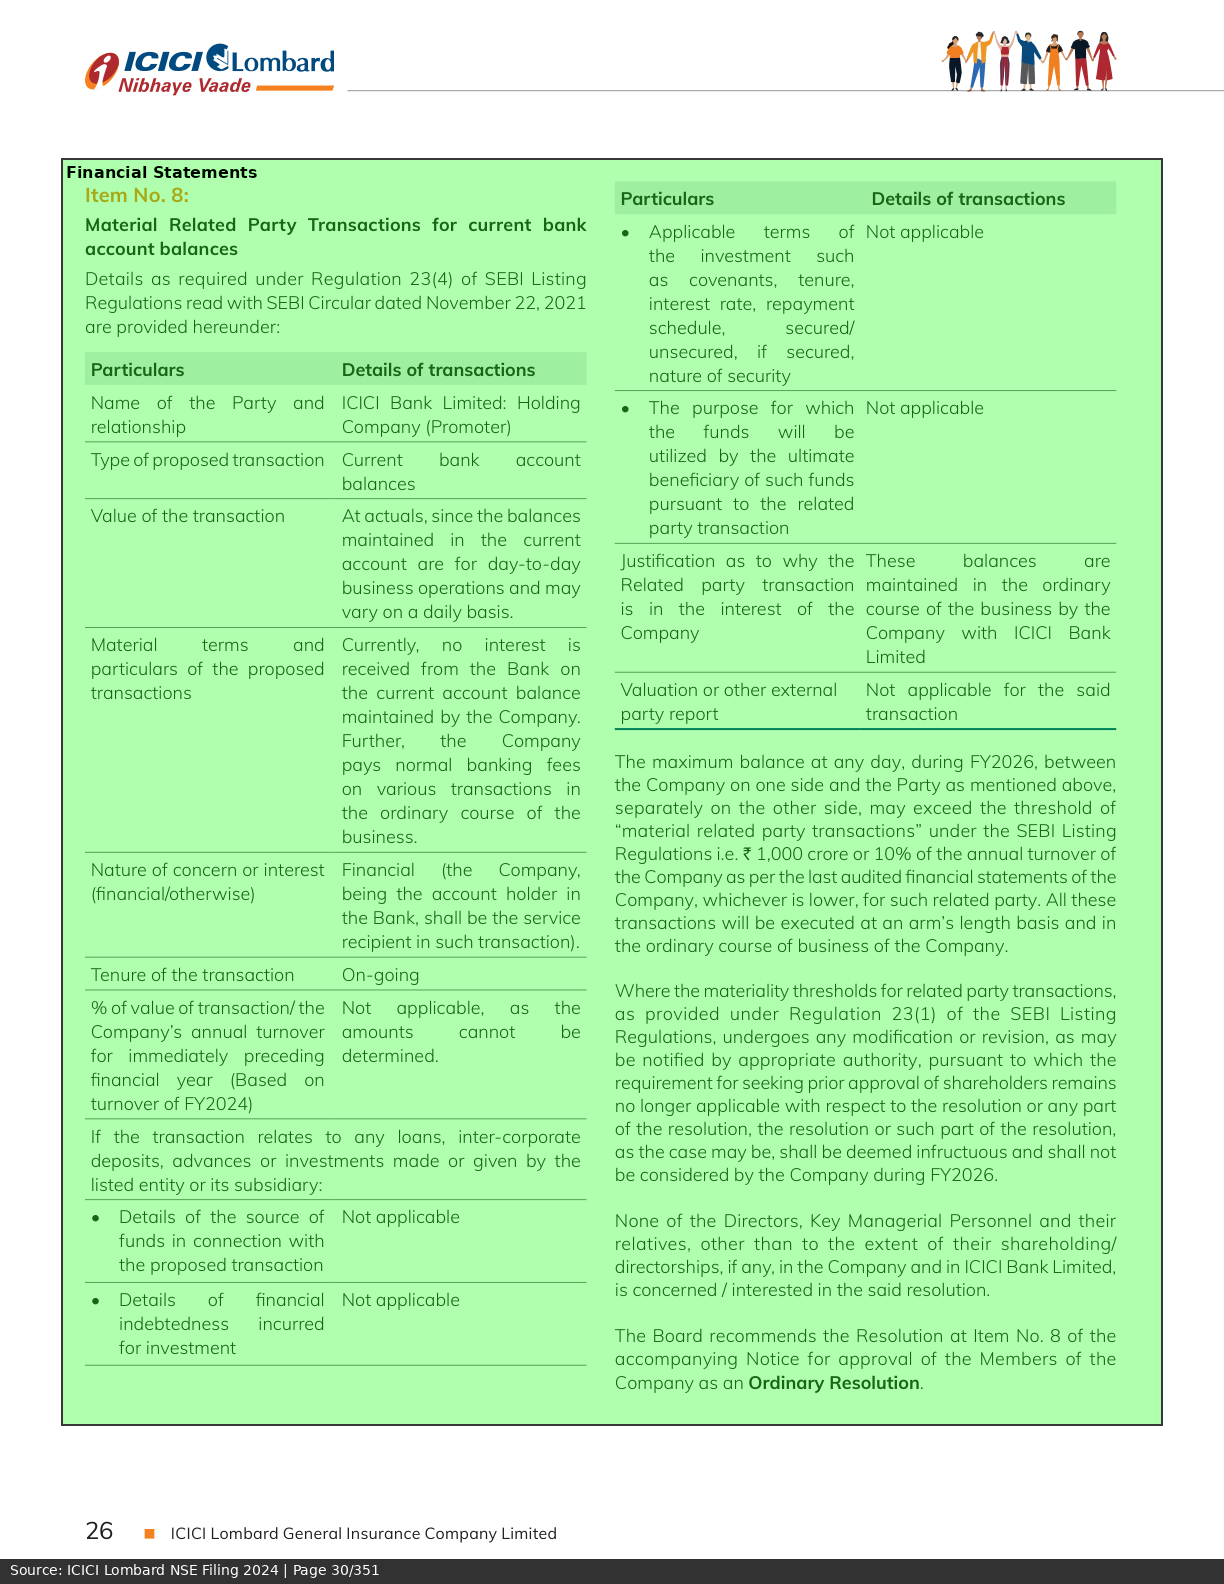 ICICI Lombard
Nibhaye Vaade
Financial Statements
Item No. 8:
Material Related Party Transactions for current bank
account balances
Details as required under Regulation 23(4) of SEBI Listing
Regulations read with SEBI Circular dated November 22, 2021
are provided hereunder:
Particulars Details of transactions
Name of the Party and ICICI Bank Limited: Holding
relationship Company (Promoter)
Type of proposed transaction Current bank account
balances
Value of the transaction At actuals, since the balances
maintained in the current
account are for day-to-day
business operations and may
vary on a daily basis.
Material terms and Currently, no interest is
particulars of the proposed received from the Bank on
transactions the current account balance
maintained by the Company.
Further, the Company
pays normal banking fees
on various transactions in
the ordinary course of the
business.
Nature of concern or interest Financial (the Company,
(financial/otherwise) being the account holder in
the Bank, shall be the service
recipient in such transaction).
Tenure of the transaction On-going
% of value of transaction/ the Not applicable, as the
Company’s annual turnover amounts cannot be
for immediately preceding determined.
financial year (Based on
turnover of FY2024)
If the transaction relates to any loans, inter-corporate
deposits, advances or investments made or given by the
listed entity or its subsidiary:
• Details of the source of Not applicable
funds in connection with
the proposed transaction
• Details of financial Not applicable
indebtedness incurred
for investment
Particulars Details of transactions
• Applicable terms of Not applicable
the investment such
as covenants, tenure,
interest rate, repayment
schedule, secured/
unsecured, if secured,
nature of security
• The purpose for which Not applicable
the funds will be
utilized by the ultimate
beneficiary of such funds
pursuant to the related
party transaction
Justification as to why the These balances are
Related party transaction maintained in the ordinary
is in the interest of the course of the business by the
Company Company with ICICI Bank
Limited
Valuation or other external Not applicable for the said
party report transaction
The maximum balance at any day, during FY2026, between
the Company on one side and the Party as mentioned above,
separately on the other side, may exceed the threshold of
“material related party transactions” under the SEBI Listing
Regulations i.e. ₹ 1,000 crore or 10% of the annual turnover of
the Company as per the last audited financial statements of the
Company, whichever is lower, for such related party. All these
transactions will be executed at an arm’s length basis and in
the ordinary course of business of the Company.
Where the materiality thresholds for related party transactions,
as provided under Regulation 23(1) of the SEBI Listing
Regulations, undergoes any modification or revision, as may
be notified by appropriate authority, pursuant to which the
requirement for seeking prior approval of shareholders remains
no longer applicable with respect to the resolution or any part
of the resolution, the resolution or such part of the resolution,
as the case may be, shall be deemed infructuous and shall not
be considered by the Company during FY2026.
None of the Directors, Key Managerial Personnel and their
relatives, other than to the extent of their shareholding/
directorships, if any, in the Company and in ICICI Bank Limited,
is concerned / interested in the said resolution.
The Board recommends the Resolution at Item No. 8 of the
accompanying Notice for approval of the Members of the
Company as an Ordinary Resolution.
26 ICICI Lombard General Insurance Company Limited
Source: ICICI Lombard NSE Filing 2024 | Page 30/351